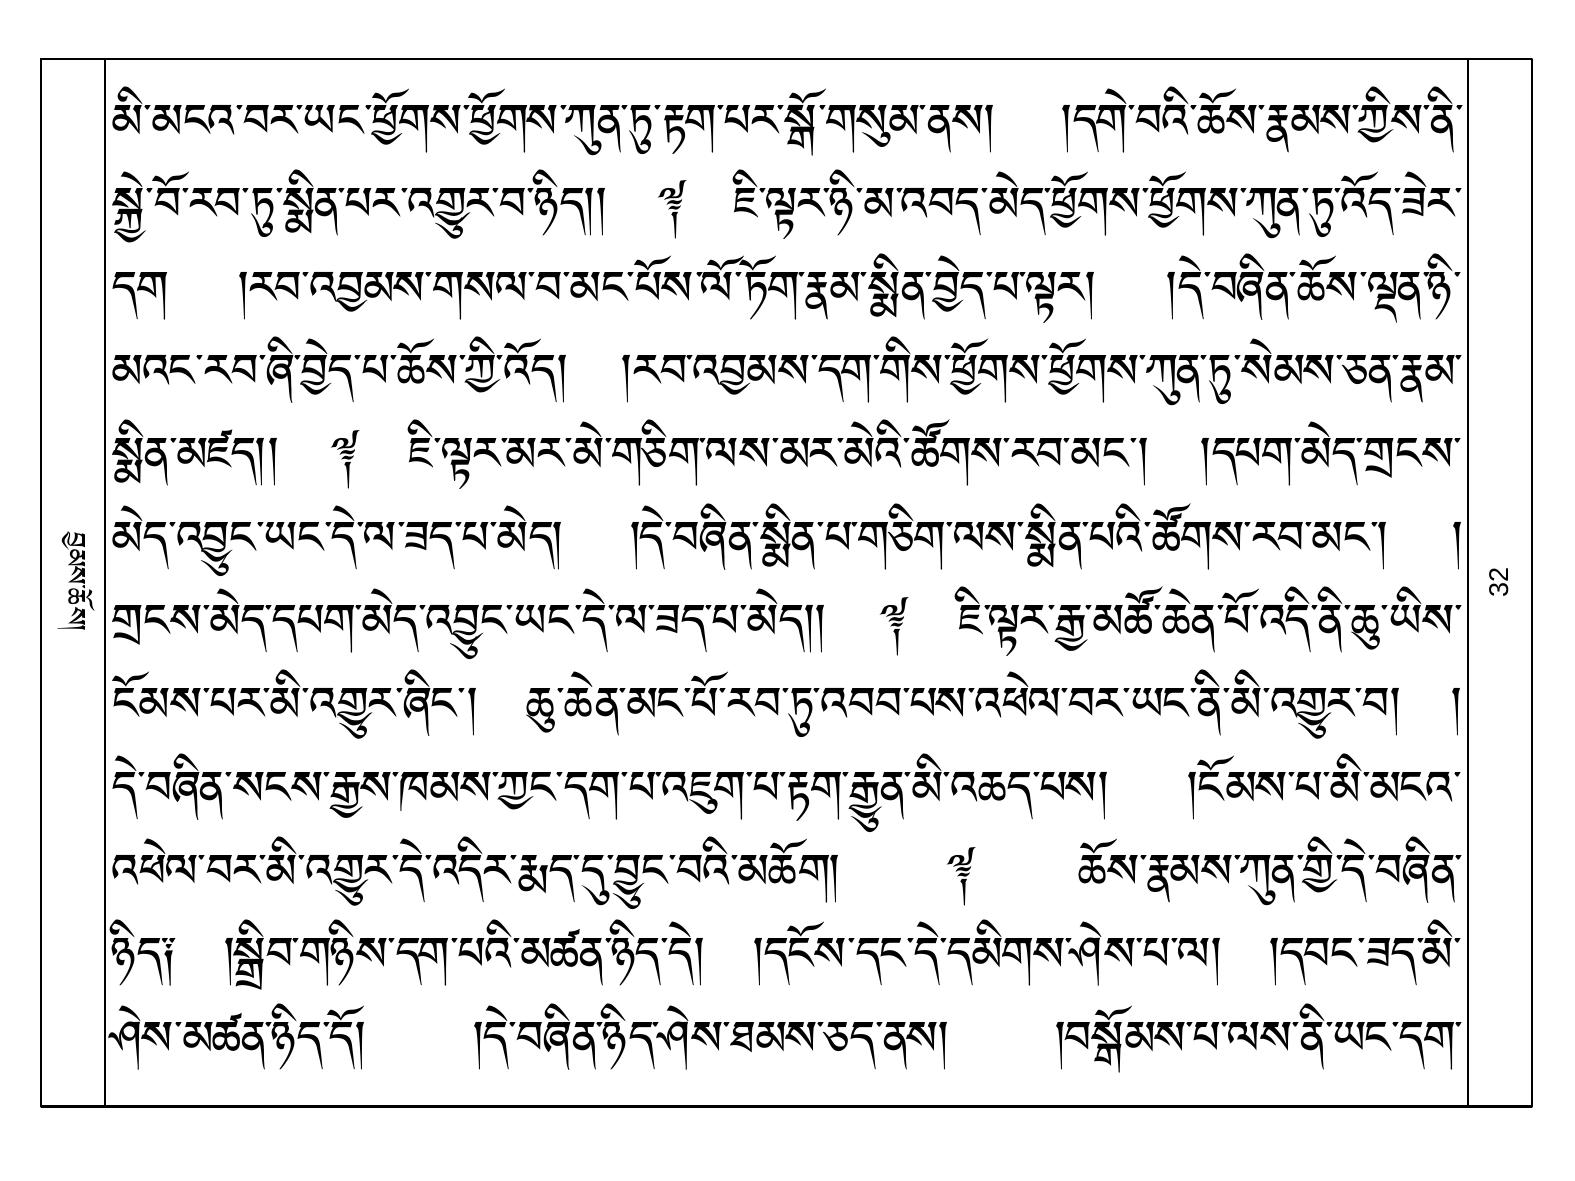 མི་མངའ་བར་ཡང་ཕྱོགས་ཕྱོགས་ཀུན་ཏུ་རྟག་པར་སྒོ་གསུམ་ནས། །དགེ་བའི་ཆོས་རྣམས་ཀྱིས་ནི་
སྐྱེ་བོ་རབ་ཏུ་སྨིན་པར་འགྱུར་བ་ཉིད།། ༈ ཇི་ལྟར་ཉི་མ་འབད་མེད་ཕྱོགས་ཕྱོགས་ཀུན་ཏུ་འོད་ཟེར་
དག །རབ་འབྱམས་གསལ་བ་མང་པོས་ལོ་ཏོག་རྣམ་སྨིན་བྱེད་པ་ལྟར། །དེ་བཞིན་ཆོས་ལྡན་ཉི་
མའང་རབ་ཞི་བྱེད་པ་ཆོས་ཀྱི་འོད། །རབ་འབྱམས་དག་གིས་ཕྱོགས་ཕྱོགས་ཀུན་ཏུ་སེམས་ཅན་རྣམ་
སྨིན་མཛད།། ༈ ཇི་ལྟར་མར་མེ་གཅིག་ལས་མར་མེའི་ཚོགས་རབ་མང་། །དཔག་མེད་གྲངས་
མེད་འབྱུང་ཡང་དེ་ལ་ཟད་པ་མེད། །དེ་བཞིན་སྨིན་པ་གཅིག་ལས་སྨིན་པའི་ཚོགས་རབ་མང་། །
གྲངས་མེད་དཔག་མེད་འབྱུང་ཡང་དེ་ལ་ཟད་པ་མེད།། ༈ ཇི་ལྟར་རྒྱ་མཚོ་ཆེན་པོ་འདི་ནི་ཆུ་ཡིས་
ངོམས་པར་མི་འགྱུར་ཞིང་། ཆུ་ཆེན་མང་པོ་རབ་ཏུ་འབབ་པས་འཕེལ་བར་ཡང་ནི་མི་འགྱུར་བ། །
དེ་བཞིན་སངས་རྒྱས་ཁམས་ཀྱང་དག་པ་འཇུག་པ་རྟག་རྒྱུན་མི་འཆད་པས། །ངོམས་པ་མི་མངའ་
འཕེལ་བར་མི་འགྱུར་དེ་འདིར་རྨད་དུ་བྱུང་བའི་མཆོག། ༈ ཆོས་རྣམས་ཀུན་གྱི་དེ་བཞིན་
ཉིད༑ །སྒྲིབ་གཉིས་དག་པའི་མཚན་ཉིད་དེ། །དངོས་དང་དེ་དམིགས་ཤེས་པ་ལ། །དབང་ཟད་མི་
ཤེས་མཚན་ཉིད་དོ། །དེ་བཞིན་ཉིད་ཤེས་ཐམས་ཅད་ནས། །བསྒོམས་པ་ལས་ནི་ཡང་དག་
བྱམས་ཆོས།
32